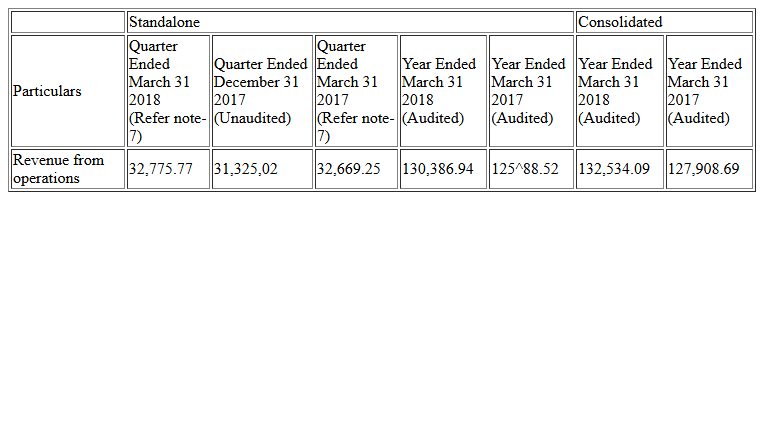 Standalone Consolidated
Particulars
Quarter
Ended
March 31
2018
(Refer note-
7)
Quarter Ended
December 31
2017
(Unaudited)
Quarter
Ended
March 31
2017
(Refer note-
7)
Year Ended
March 31
2018
(Audited)
Year Ended
March 31
2017
(Audited)
Year Ended
March 31
2018
(Audited)
Year Ended
March 31
2017
(Audited)
Revenue from
operations
32,775.77 31,325,02 32,669.25 130,386.94 125^88.52 132,534.09 127,908.69